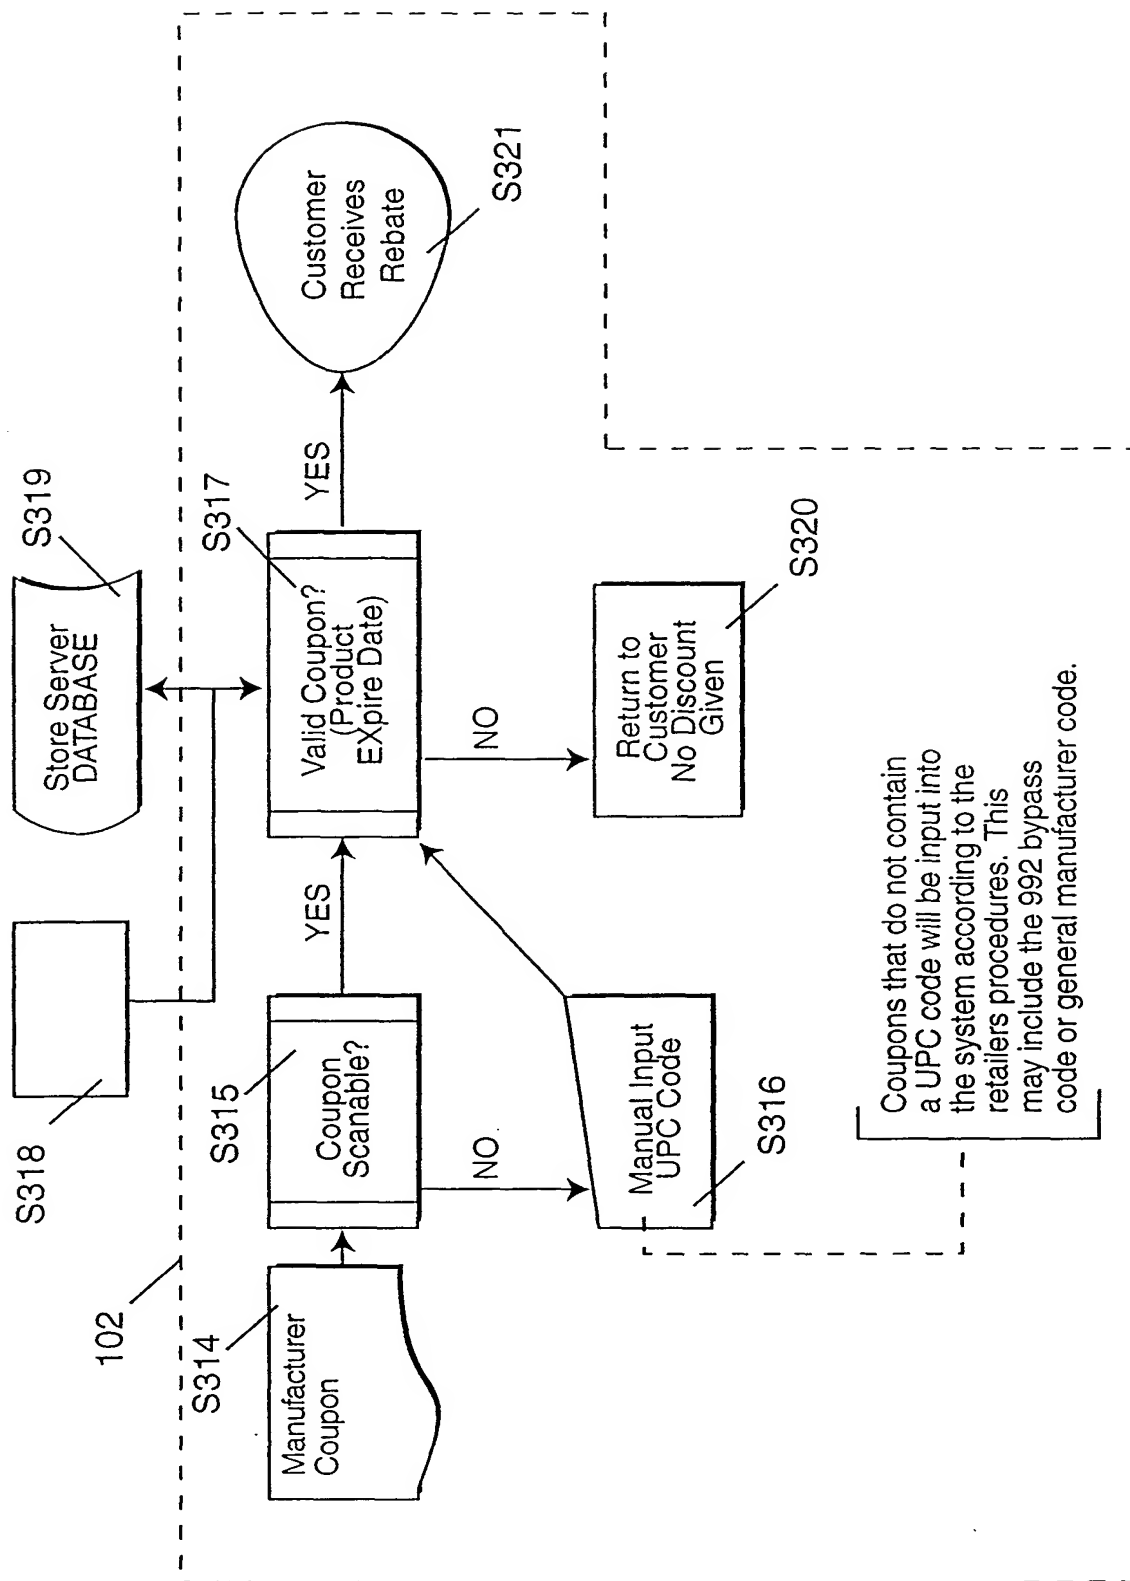 S318
Store Server
DATABASE
S319
102
S314
Manufacturer
Coupon
S315
Coupon
Scanable?
YES
S317
Valid Coupon?
(Product
EXpire Date)
YES
Customer
Receives
Rebate
S321
NO
NO
Manual Input
UPC Code
S316
Return to
Customer
No Discount
Given
S320
Coupons that do not contain
a UPC code will be input into
the system according to the
retailers procedures. This
may include the 992 bypass
code or general manufacturer code.